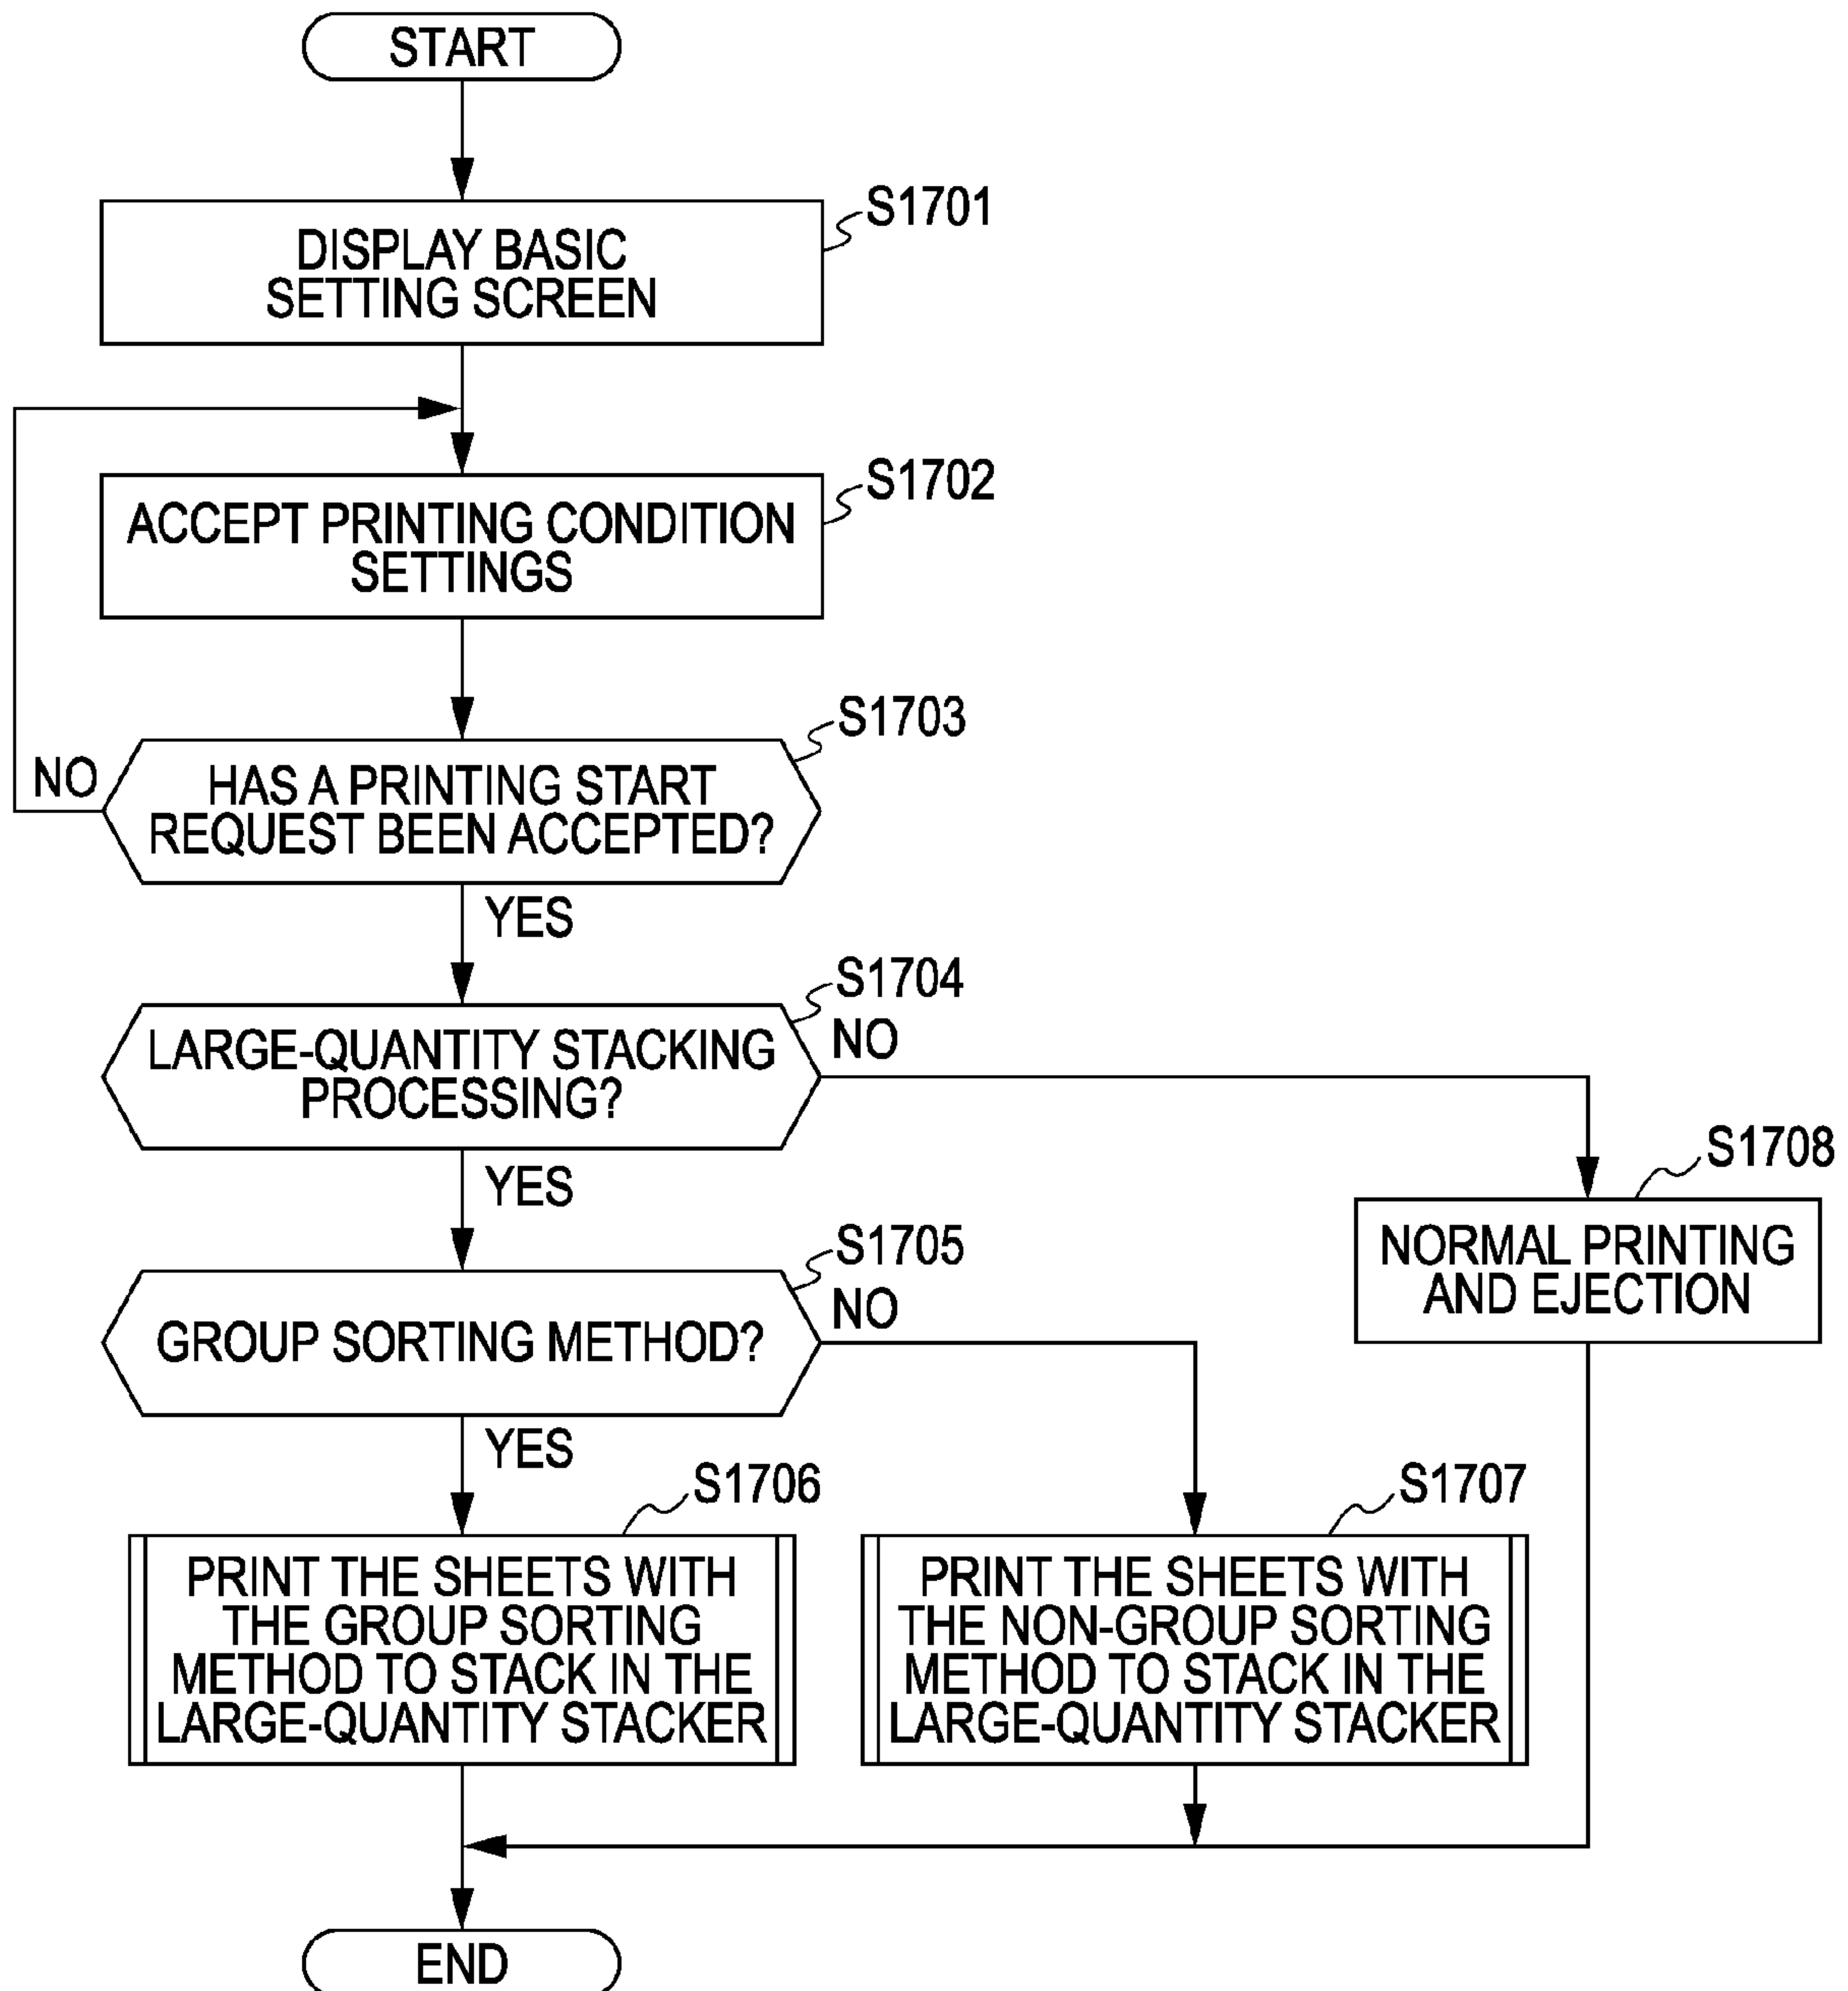 START
S1701
DISPLAY BASIC
SETTING SCREEN
S1702
ACCEPT PRINTING CONDITION
SETTINGS
S1703
NO
HAS A PRINTING START
REQUEST BEEN ACCEPTED?
YES
S1704
LARGE-QUANTITY STACKING
PROCESSING?
NO
YES
S1708
NORMAL PRINTING
AND EJECTION
S1705
GROUP SORTING METHOD?
NO
YES
S1706
PRINT THE SHEETS WITH
THE GROUP SORTING
METHOD TO STACK IN THE
LARGE-QUANTITY STACKER
S1707
PRINT THE SHEETS WITH
THE NON-GROUP SORTING
METHOD TO STACK IN THE
LARGE-QUANTITY STACKER
END